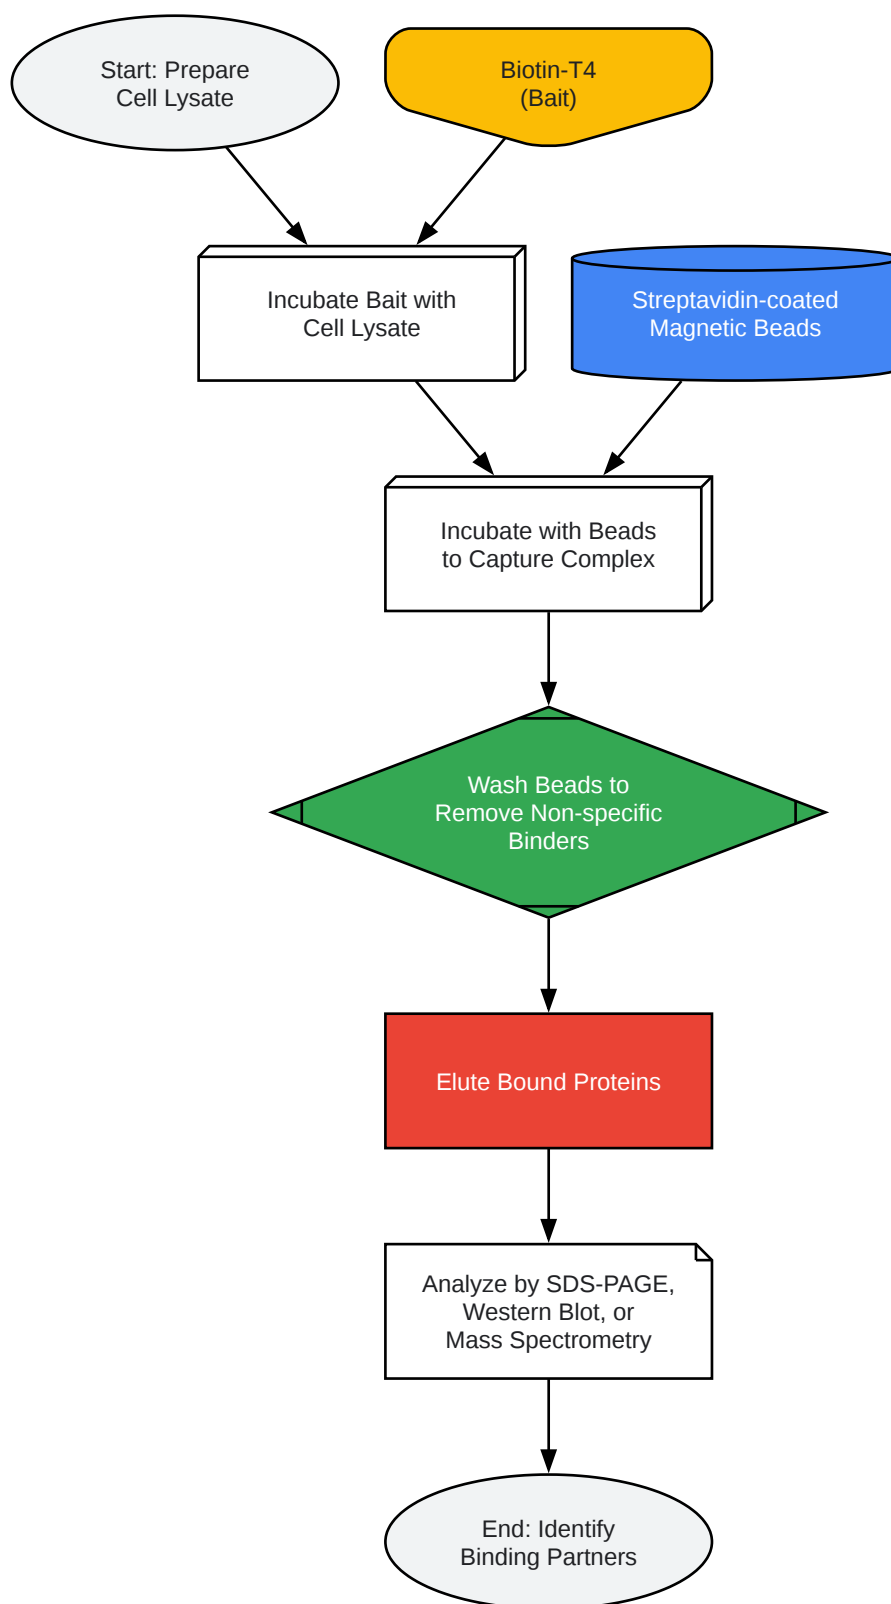 Start: Prepare
Cell Lysate
Biotin-T4
(Bait)
Incubate Bait with
Cell Lysate
Streptavidin-coated
Magnetic Beads
Incubate with Beads
to Capture Complex
Wash Beads to
Remove Non-specific
Binders
Elute Bound Proteins
Analyze by SDS-PAGE,
Western Blot, or
Mass Spectrometry
End: Identify
Binding Partners